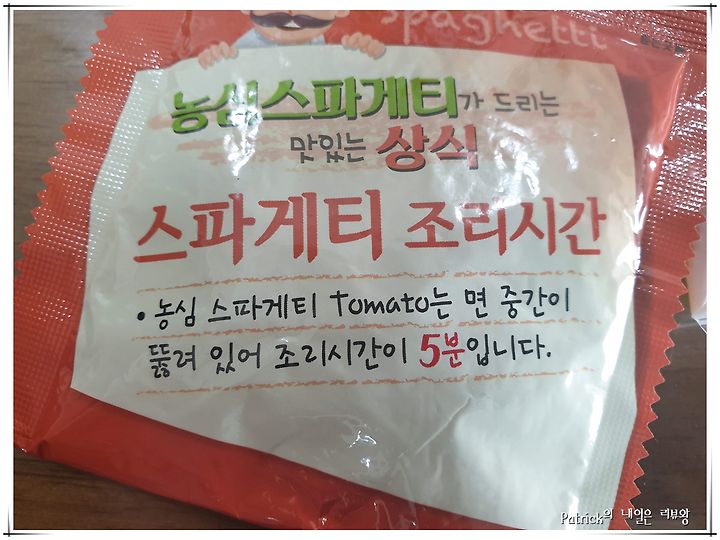 spaghetti
농심스파게티가 드리는
맛있는 상식
스파게티 조리시간
• 농심 스파게티 Tomato는 면 중간이
뚫려 있어 조리시간이 5분입니다.
Patrick의 내일은 리뷰왕